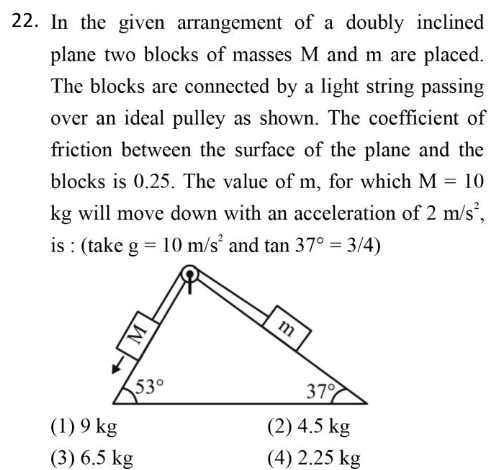 22. In the given arrangement of a doubly inclined
plane two blocks of masses M and m are placed.
The blocks are connected by a light string passing
over an ideal pulley as shown. The coefficient of
friction between the surface of the plane and the
blocks is 0.25. The value of m, for which M = 10
kg will move down with an acceleration of 2 m/s²,
is : (take g = 10 m/s² and tan 37° = 3/4)
M
m
53°
37°
(1) 9 kg (2) 4.5 kg
(3) 6.5 kg (4) 2.25 kg